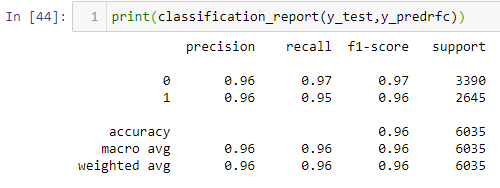 In [44]: 1 print(classification_report(y_test,y_predrfc))
precision recall f1-score support
0 0.96 0.97 0.97 3390
1 0.96 0.95 0.96 2645
accuracy 0.96 6035
macro avg 0.96 0.96 0.96 6035
weighted avg 0.96 0.96 0.96 6035